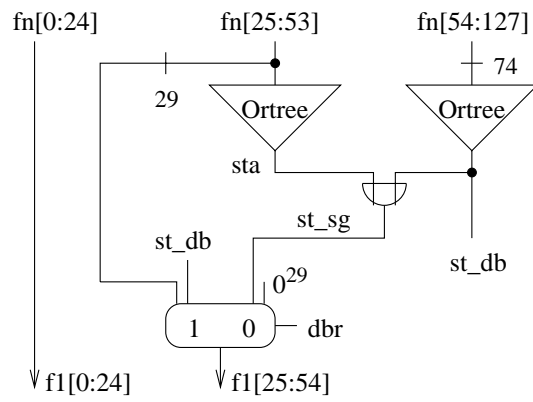 fn[0:24]
fn[25:53]
fn[54:127]
29
74
Ortree
Ortree
sta
st_sg
st_db
st_db
0^29
1 0
dbr
f1[0:24]
f1[25:54]